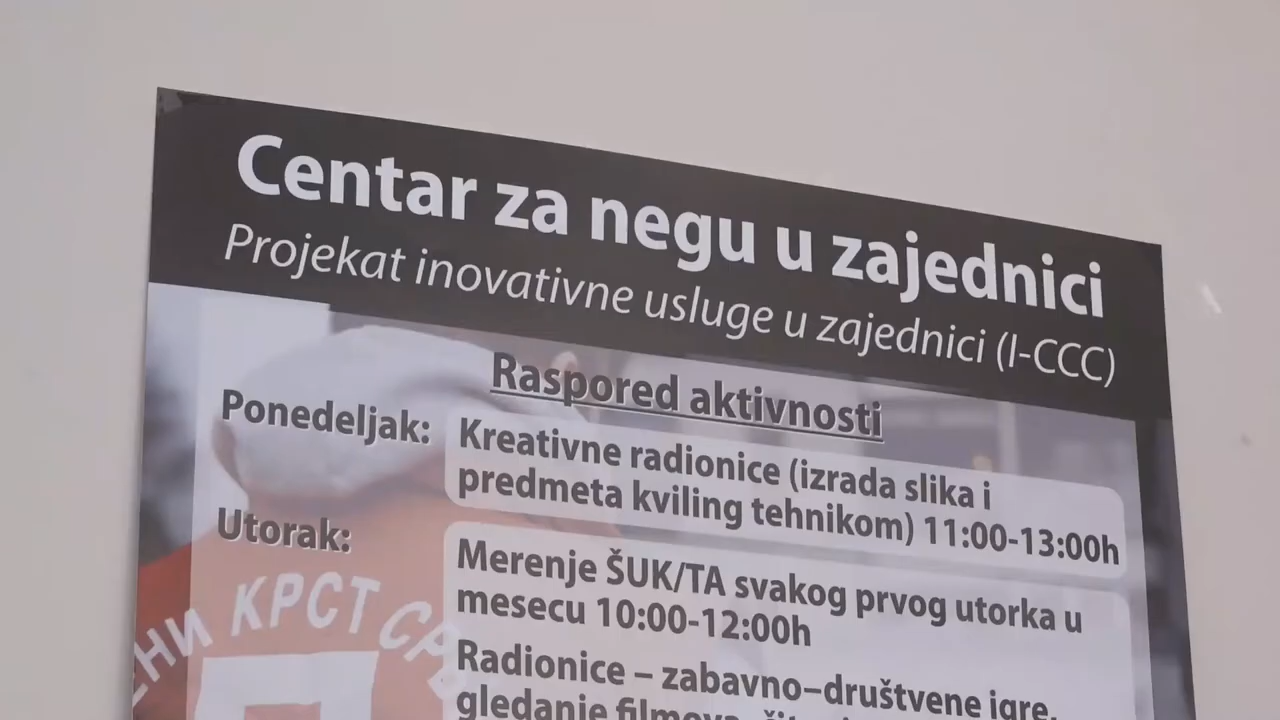 Centar za negu u zajednici
Projekat inovativne usluge u zajednici (I-CCC)
Raspored aktivnosti
Ponedeljak:
Kreativne radionice (izrada slika i
predmeta kviling tehnikom) 11:00-13:00h
Utorak:
Merenje ŠUK/TA svakog prvog utorka u
mesecu 10:00-12:00h
Radionice – zabavno–društvene igre,
gledanje filmova,
КРСТ